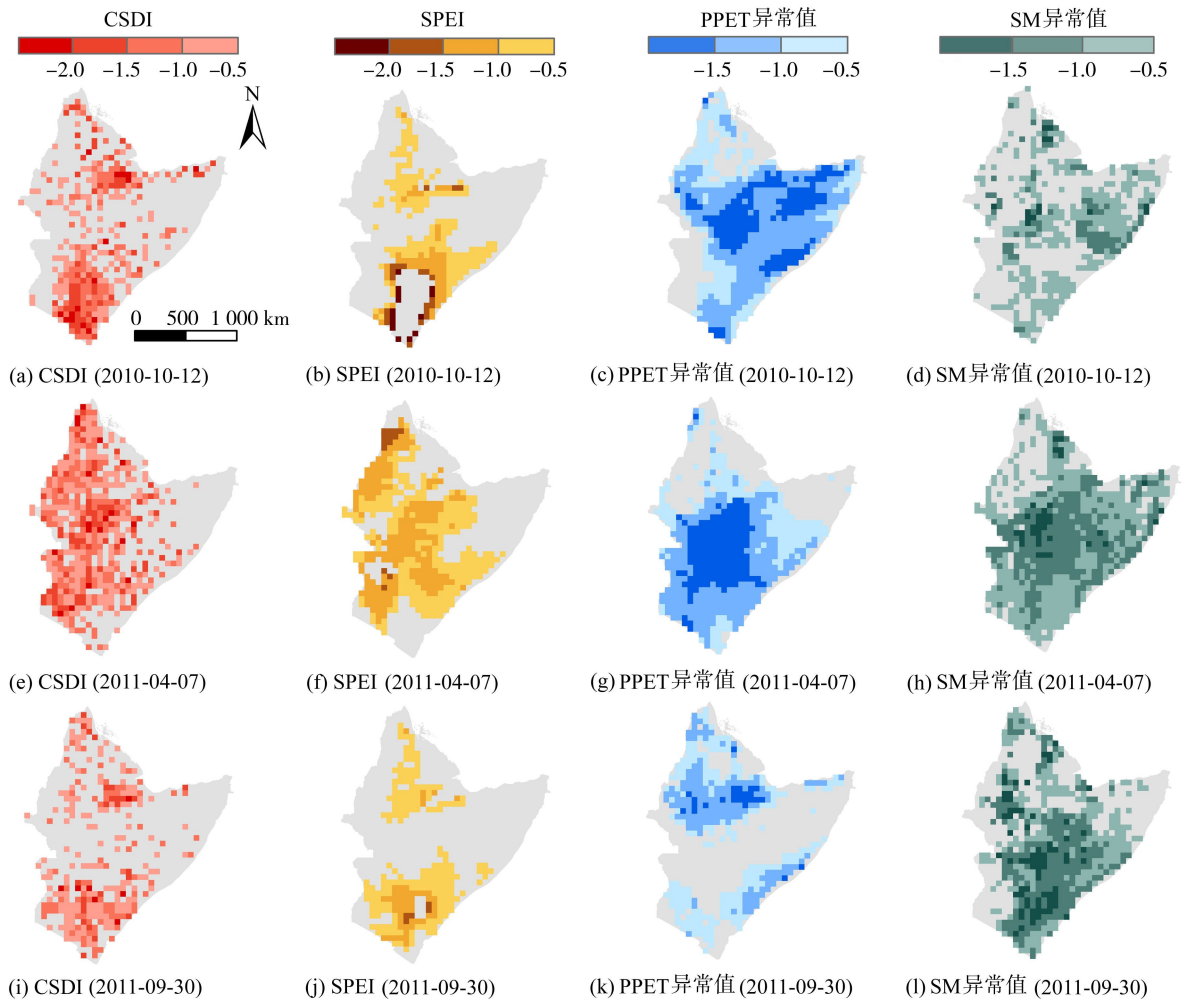 CSDI
SPEI
PPET异常值
SM异常值
−2.0 −1.5 −1.0 −0.5
−2.0 −1.5 −1.0 −0.5
−1.5 −1.0 −0.5
−1.5 −1.0 −0.5
N
0 500 1 000 km
(a) CSDI (2010-10-12)
(b) SPEI (2010-10-12)
(c) PPET异常值 (2010-10-12)
(d) SM异常值 (2010-10-12)
(e) CSDI (2011-04-07)
(f) SPEI (2011-04-07)
(g) PPET异常值 (2011-04-07)
(h) SM异常值 (2011-04-07)
(i) CSDI (2011-09-30)
(j) SPEI (2011-09-30)
(k) PPET异常值 (2011-09-30)
(l) SM异常值 (2011-09-30)